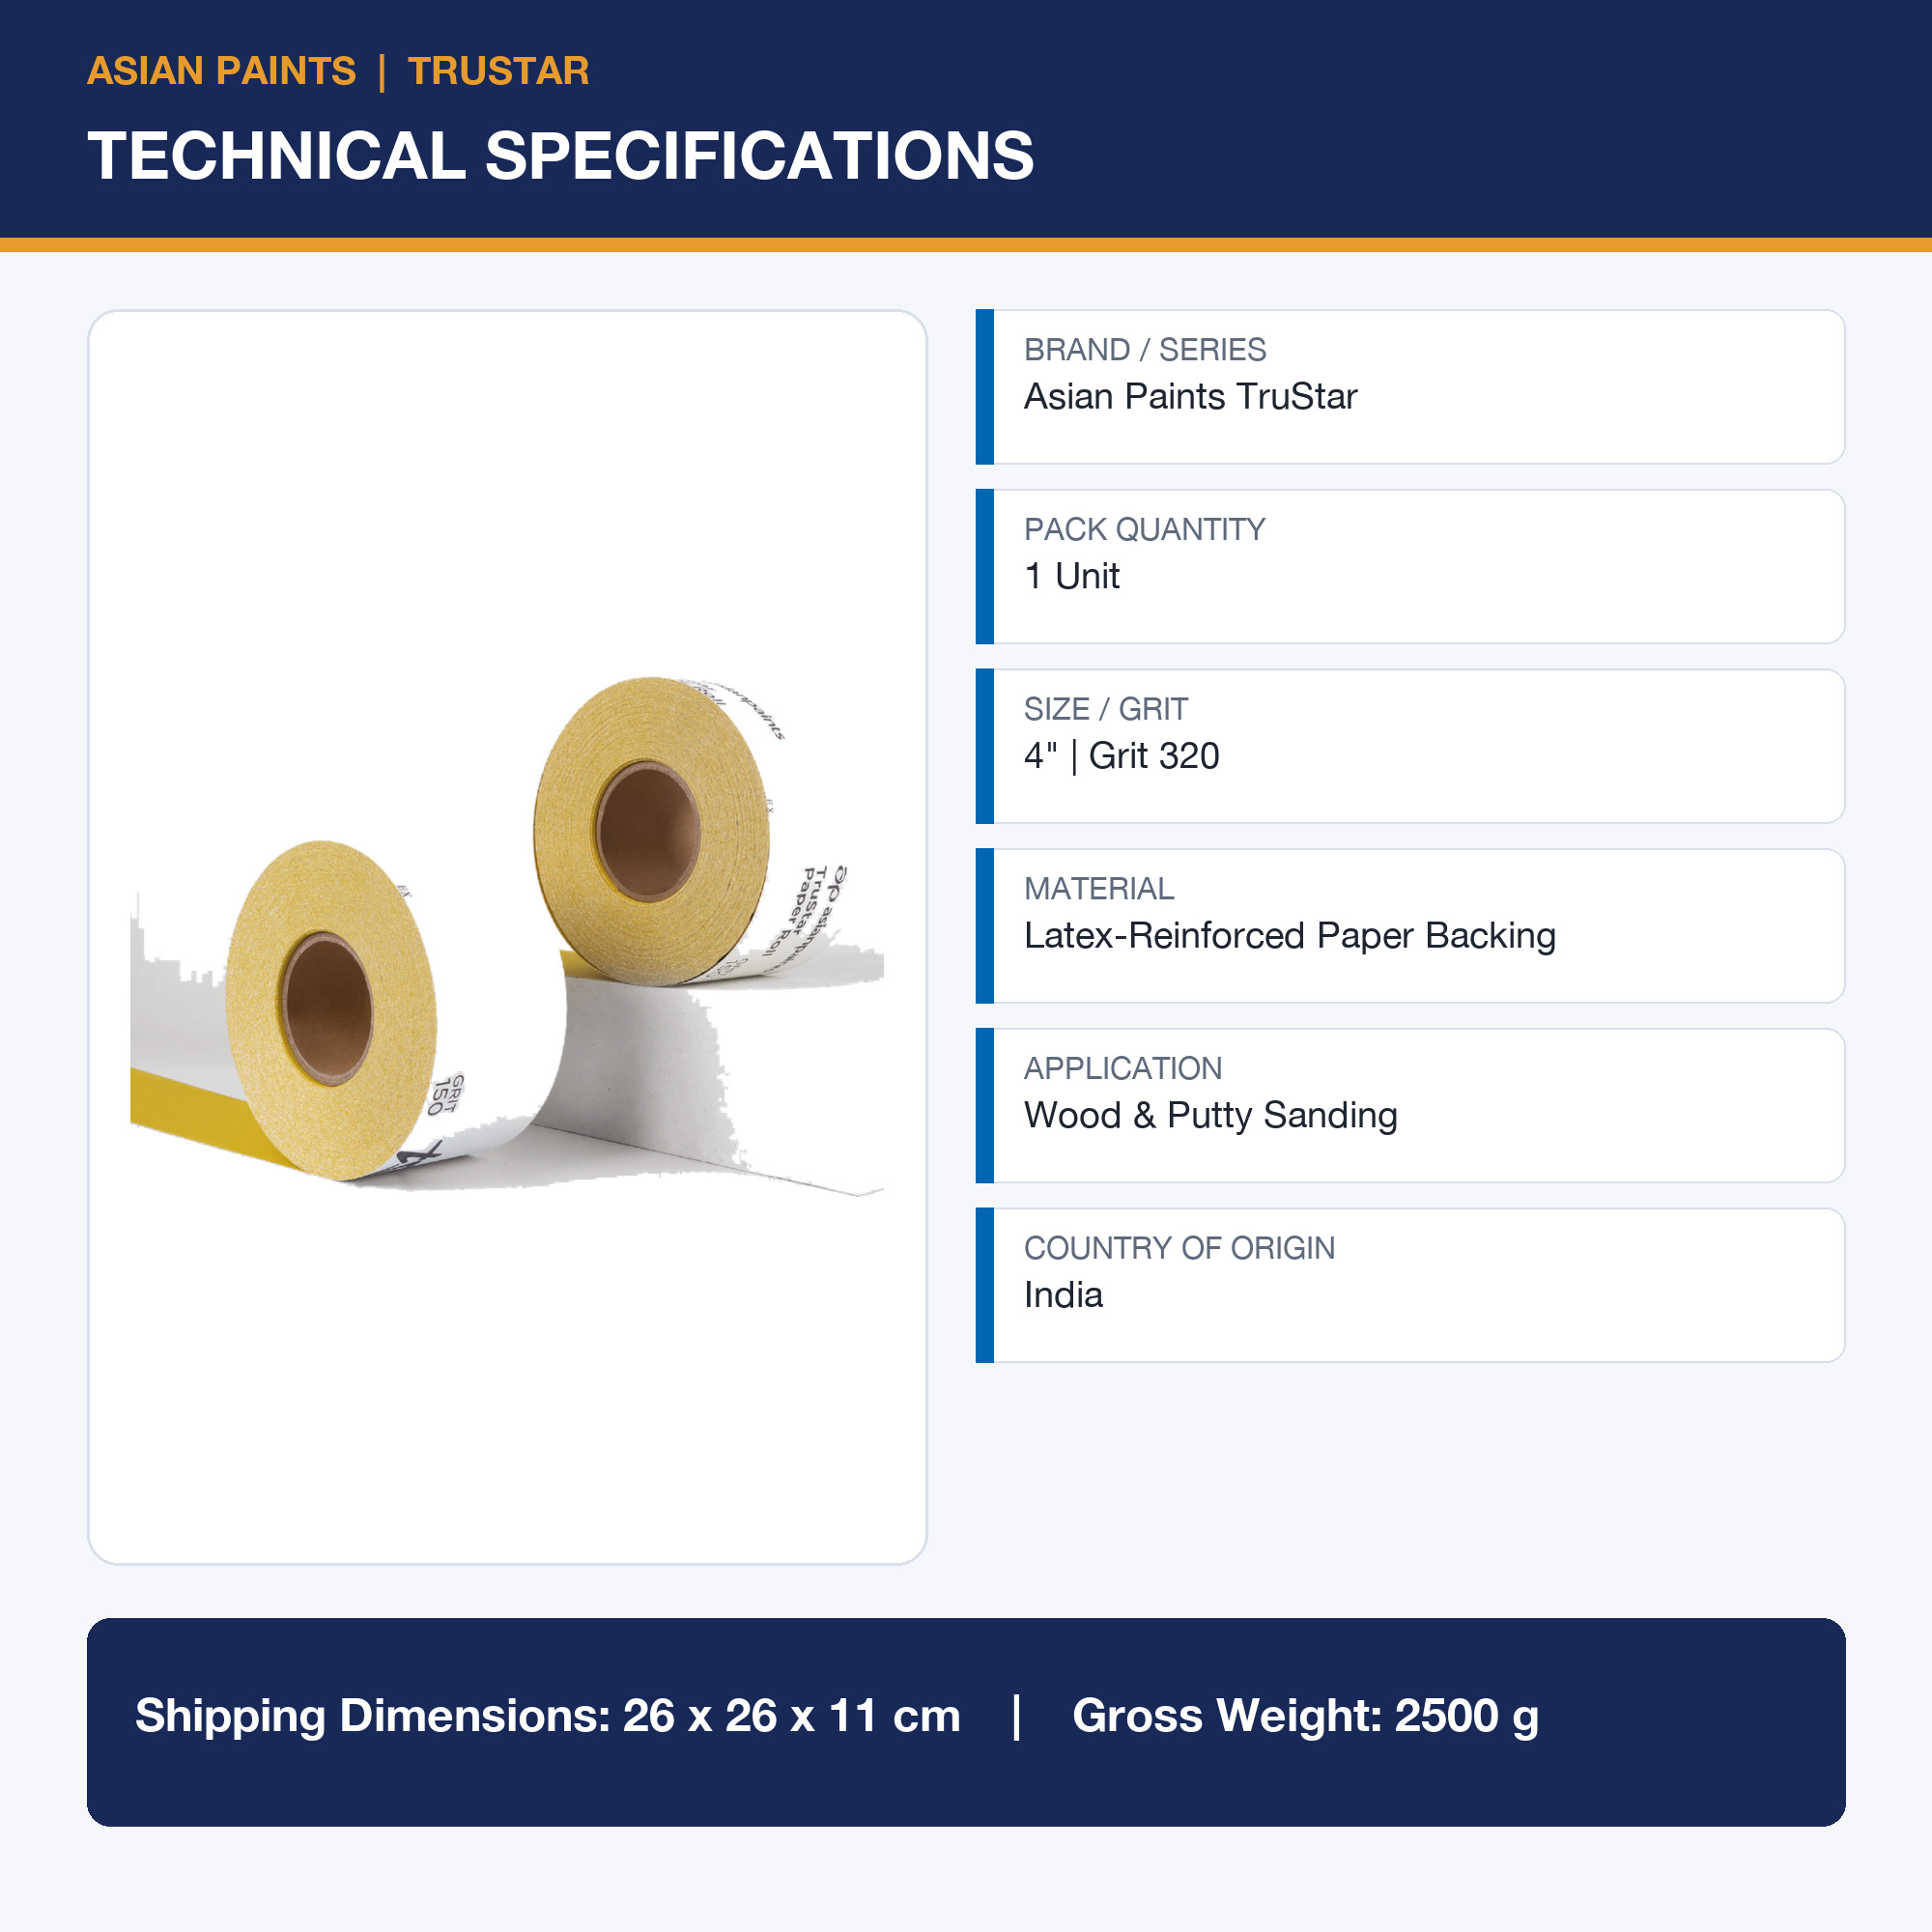 ASIAN PAINTS | TRUSTAR
TECHNICAL SPECIFICATIONS
asianpaints
TruStar
Paper Roll
GRIT
150
BRAND / SERIES
Asian Paints TruStar
PACK QUANTITY
1 Unit
SIZE / GRIT
4" | Grit 320
MATERIAL
Latex-Reinforced Paper Backing
APPLICATION
Wood & Putty Sanding
COUNTRY OF ORIGIN
India
Shipping Dimensions: 26 x 26 x 11 cm | Gross Weight: 2500 g